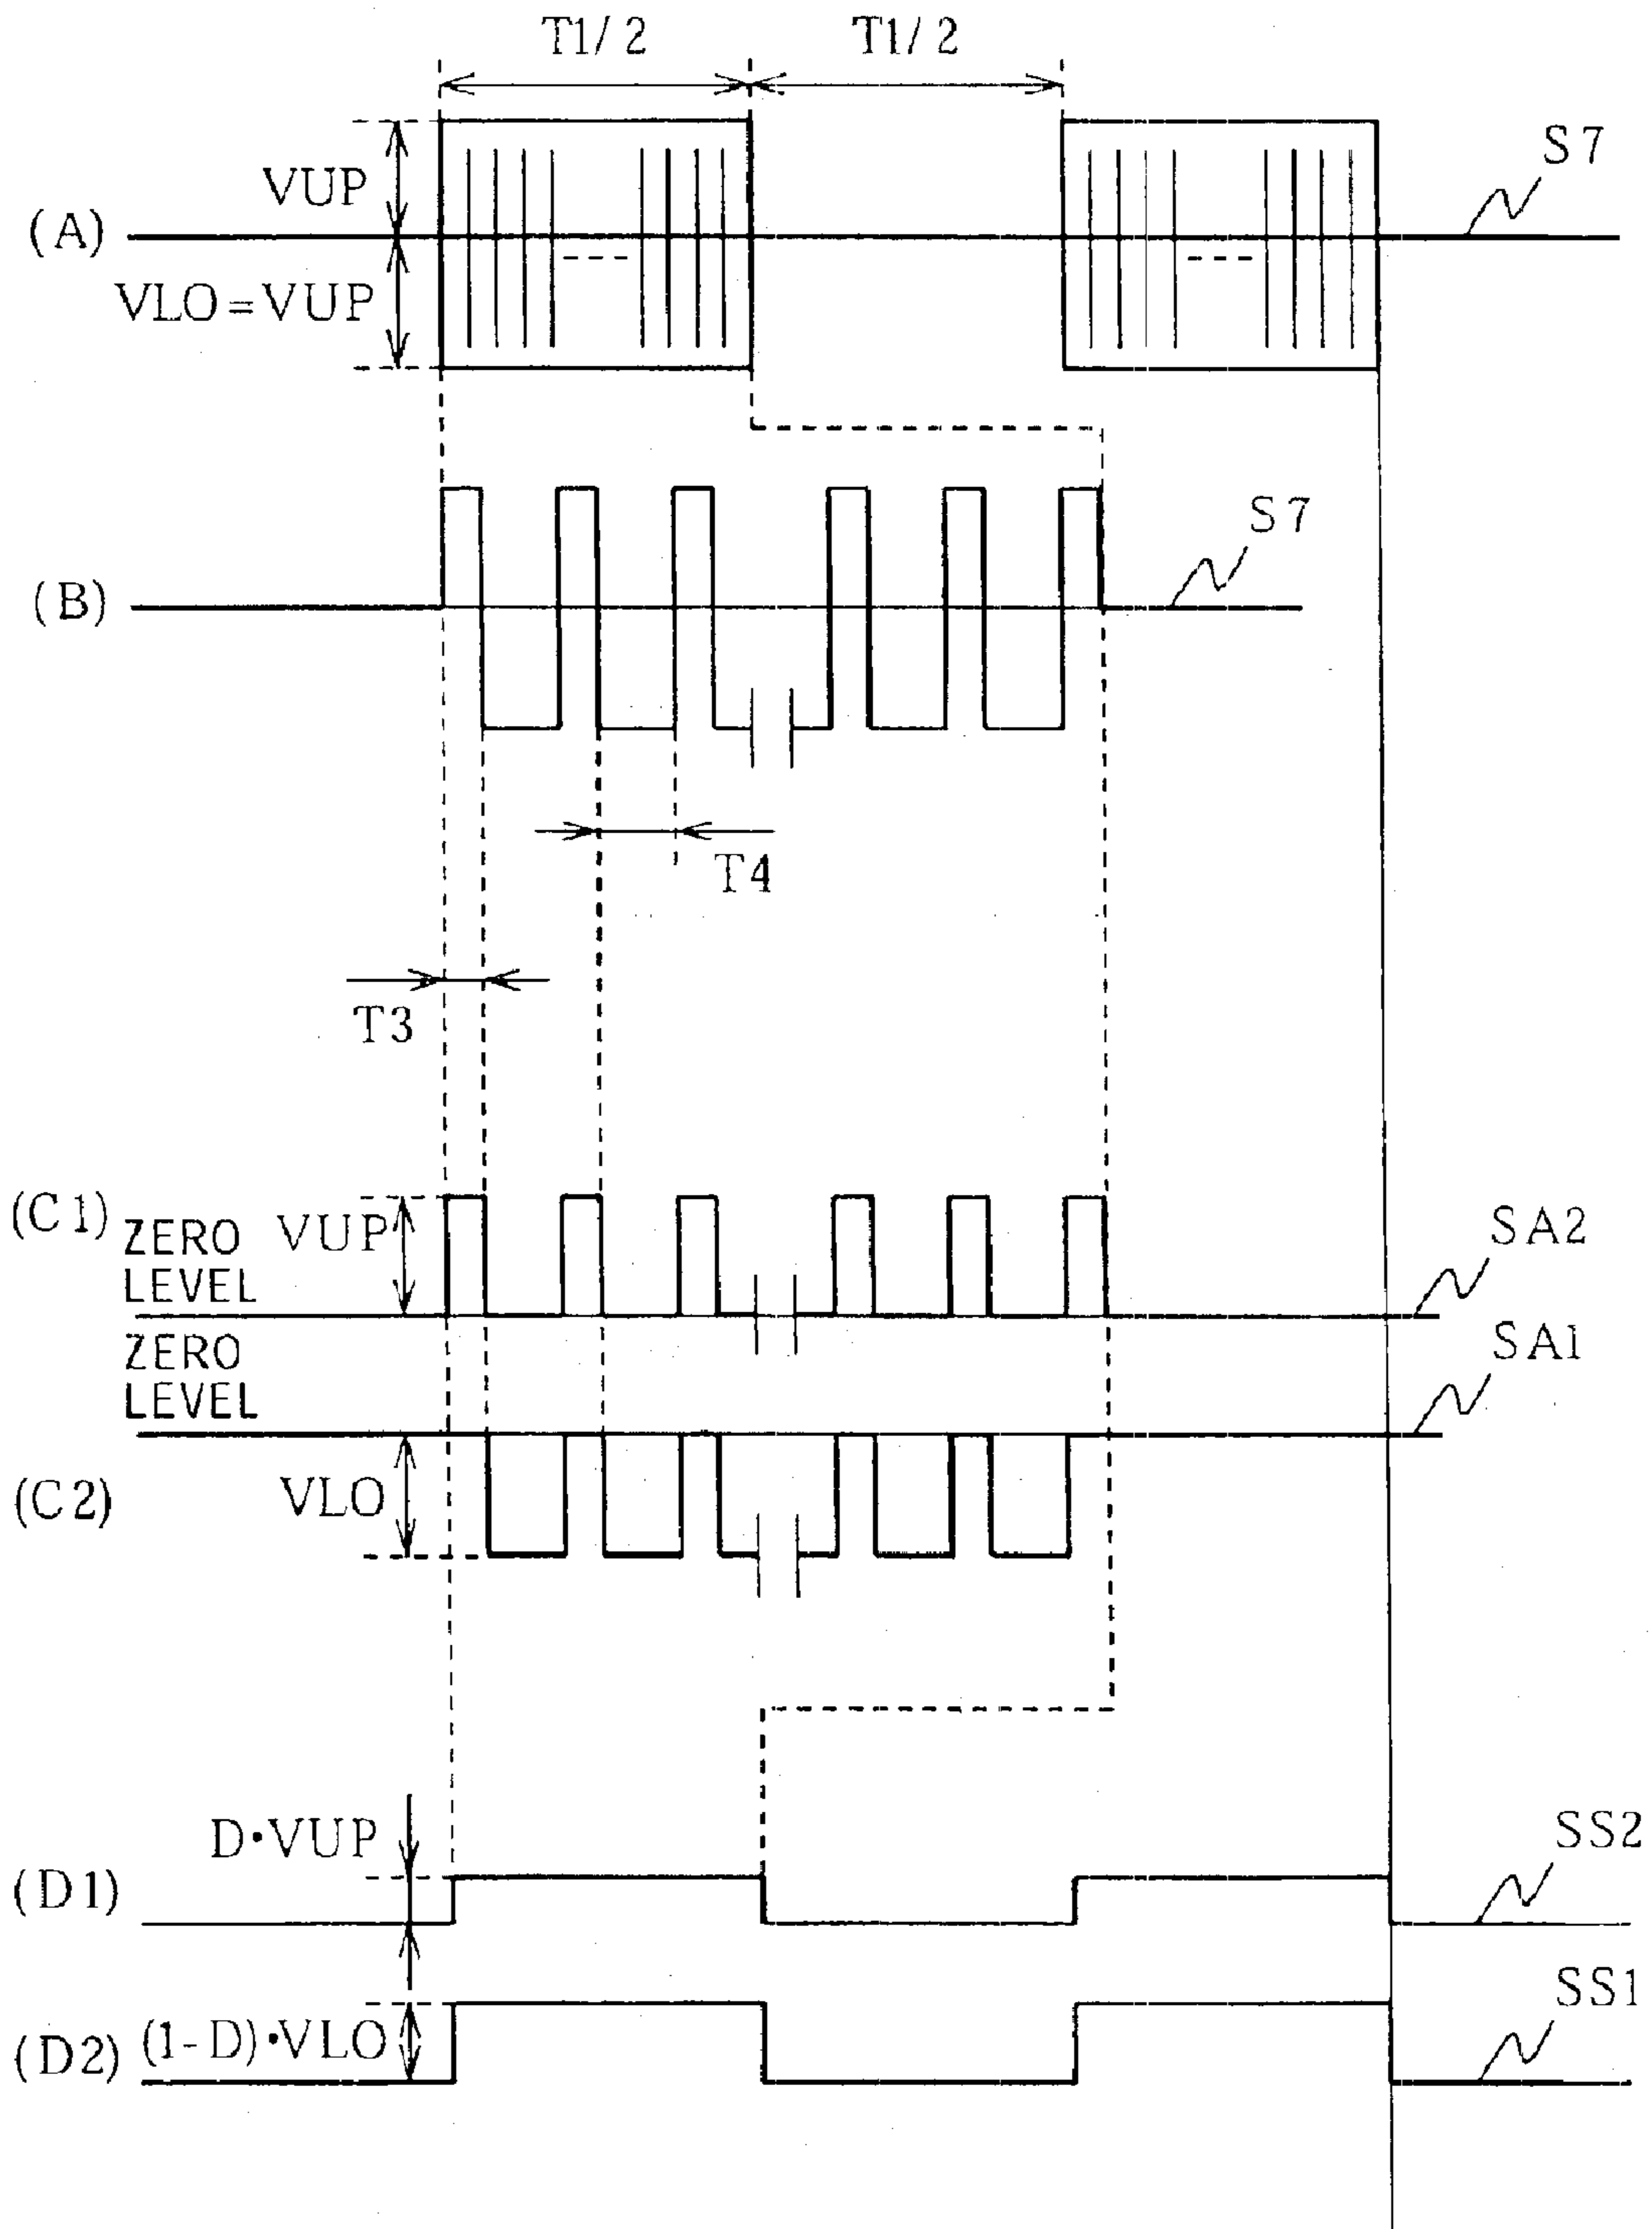 T1/2 T1/2
S7
VUP
(A)
VLO=VUP
S7
(B)
T4
T3
(C1)
ZERO
LEVEL
VUP
SA2
ZERO
LEVEL
SA1
(C2)
VLO
D·VUP
SS2
(D1)
SS1
(D2)
(1-D)·VLO